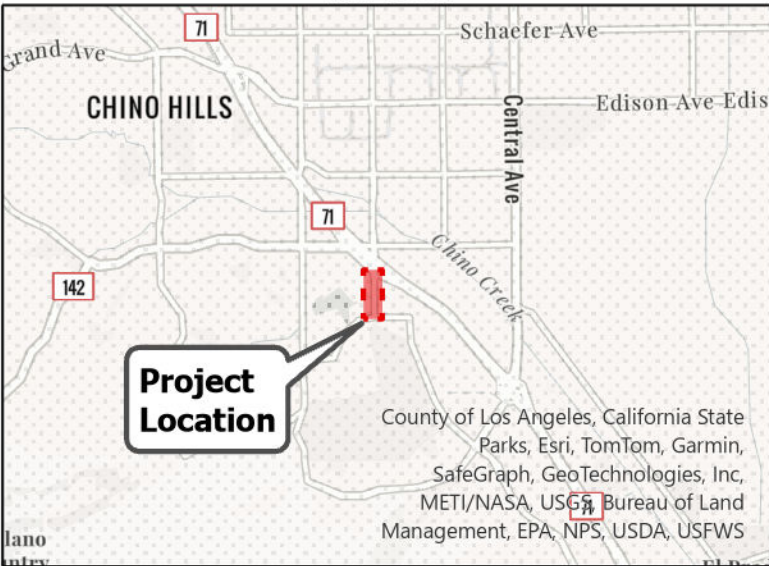 71
Schaefer Ave
Grand Ave
CHINO HILLS
Central Ave
Edison Ave Edis
71
Chino Creek
142
Project
Location
County of Los Angeles, California State
Parks, Esri, TomTom, Garmin,
SafeGraph, GeoTechnologies, Inc,
METI/NASA, USGS, Bureau of Land
71
Management, EPA, NPS, USDA, USFWS
lano